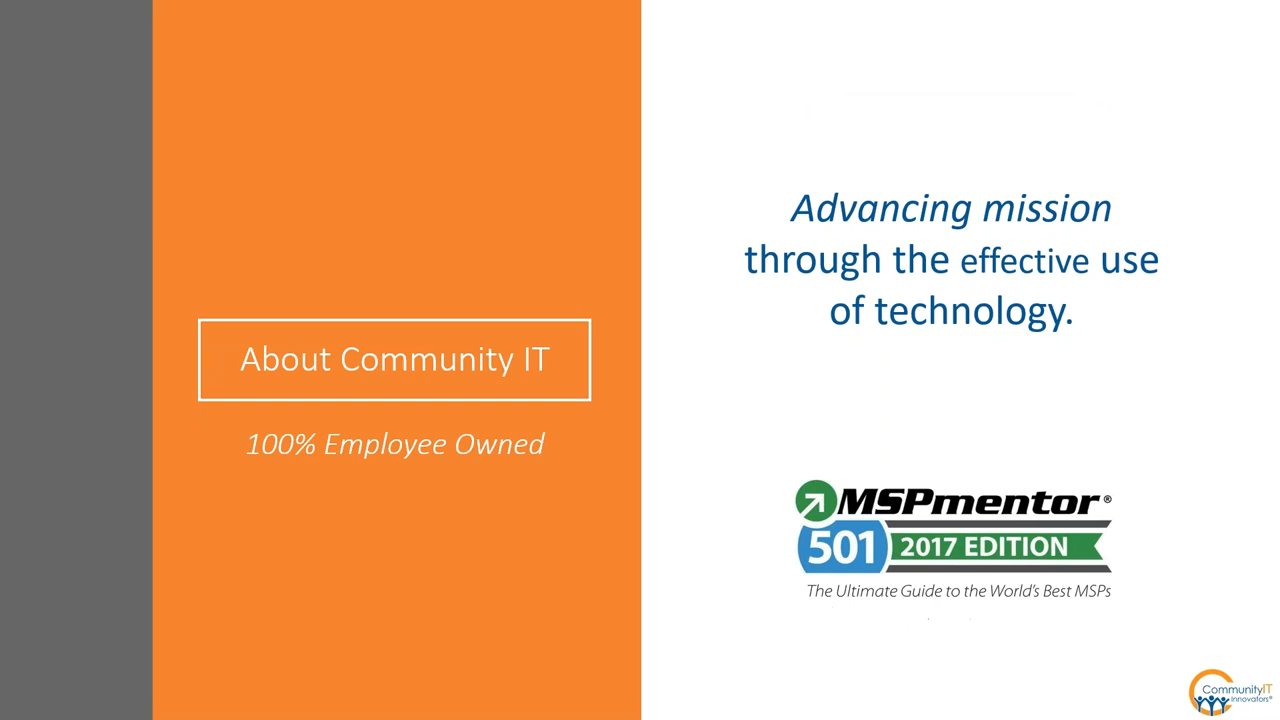 About Community IT
100% Employee Owned
Advancing mission
through the effective use
of technology.
MSPmentor®
501 2017 EDITION
The Ultimate Guide to the World's Best MSPs
CommunityIT
Innovators®